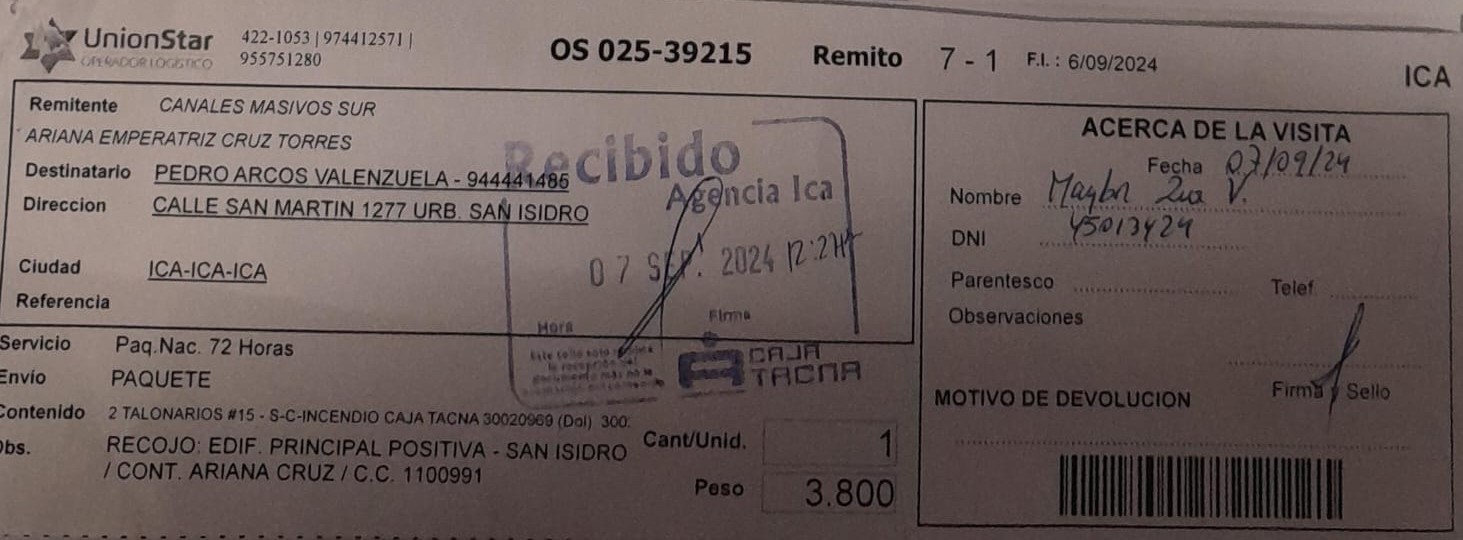 UnionStar
OPERADOR LOGISTICO
422-1053 | 974412571 |
955751280
OS 025-39215
Remito 7 - 1
F.I. : 6/09/2024
ICA
Remitente CANALES MASIVOS SUR
ARIANA EMPERATRIZ CRUZ TORRES
Destinatario PEDRO ARCOS VALENZUELA - 944441485
Direccion CALLE SAN MARTIN 1277 URB. SAN ISIDRO
Ciudad ICA-ICA-ICA
Referencia
Recibido
Agencia Ica
07 SEP. 2024 12:27
Hora
Firma
CAJA
TACNA
Servicio Paq.Nac. 72 Horas
Envío PAQUETE
Contenido 2 TALONARIOS #15 - S-C-INCENDIO CAJA TACNA 30020969 (Dol) 300.
Obs. RECOJO: EDIF. PRINCIPAL POSITIVA - SAN ISIDRO
/ CONT. ARIANA CRUZ / C.C. 1100991
Cant/Unid. 1
Peso 3.800
ACERCA DE LA VISITA
Fecha 07/09/24
Nombre V.
DNI 45013424
Parentesco
Telef.
Observaciones
Firma y Sello
MOTIVO DE DEVOLUCION